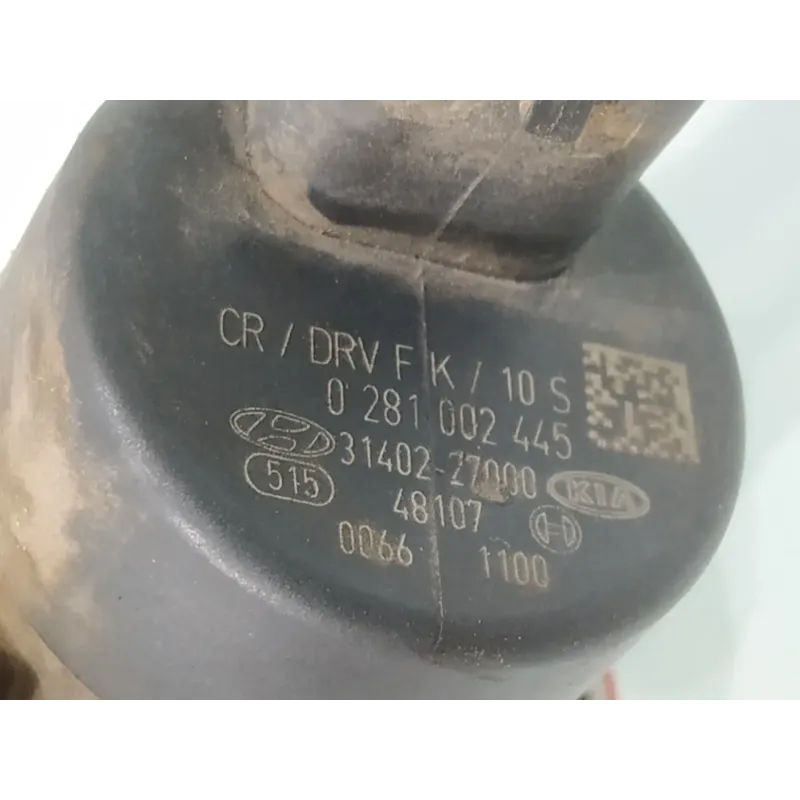 CR / DRV F K / 10 S
0 281 002 445
31402-27000 KIA
515 48107
0066 1100